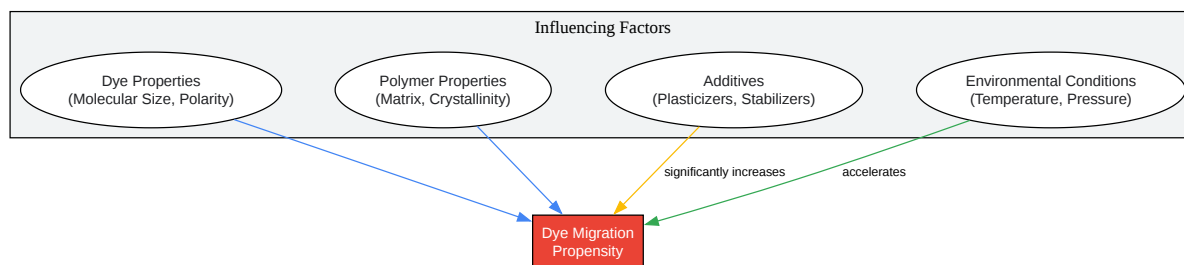 Influencing Factors
Dye Properties
(Molecular Size, Polarity)
Polymer Properties
(Matrix, Crystallinity)
Additives
(Plasticizers, Stabilizers)
Environmental Conditions
(Temperature, Pressure)
significantly increases
accelerates
Dye Migration
Propensity